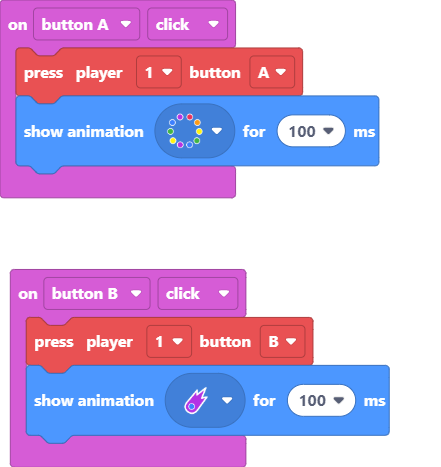 on button A click
press player 1 button A
show animation for 100 ms
on button B click
press player 1 button B
show animation for 100 ms